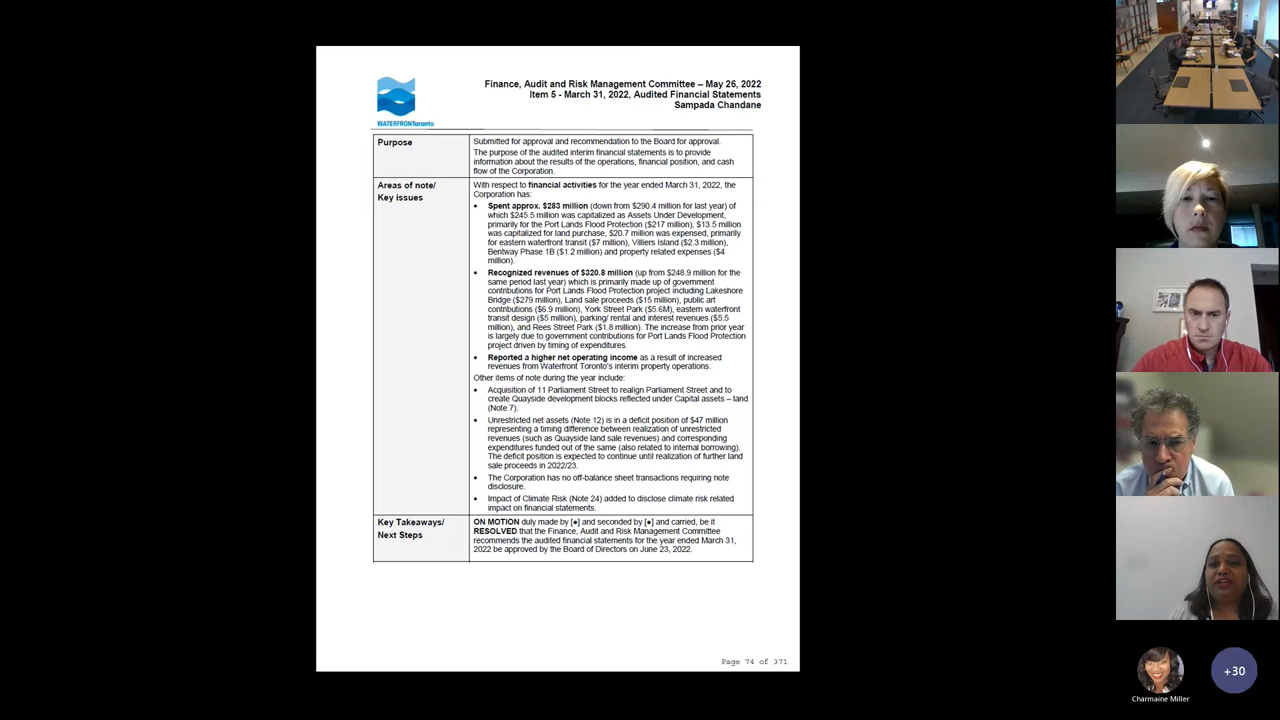 Finance, Audit and Risk Management Committee – May 26, 2022
Item 5 - March 31, 2022, Audited Financial Statements
Sampada Chandane
WATERFRONToronto
Purpose
Submitted for approval and recommendation to the Board for approval.
The purpose of the audited interim financial statements is to provide
information about the results of the operations, financial position, and cash
flow of the Corporation.
Areas of note/
Key issues
With respect to financial activities for the year ended March 31, 2022, the
Corporation has:
• Spent approx. $283 million (down from $290.4 million for last year) of
which $245.5 million was capitalized as Assets Under Development,
primarily for the Port Lands Flood Protection ($217 million), $13.5 million
was capitalized for land purchase, $20.7 million was expensed, primarily
for eastern waterfront transit ($7 million), Villiers Island ($2.3 million),
Bentway Phase 1B ($1.2 million) and property related expenses ($4
million).
• Recognized revenues of $320.8 million (up from $248.9 million for the
same period last year) which is primarily made up of government
contributions for Port Lands Flood Protection project including Lakeshore
Bridge ($279 million), Land sale proceeds ($15 million), public art
contributions ($6.9 million), York Street Park ($5.6M), eastern waterfront
transit design ($5 million), parking/ rental and interest revenues ($5.5
million), and Rees Street Park ($1.8 million). The increase from prior year
is largely due to government contributions for Port Lands Flood Protection
project driven by timing of expenditures.
• Reported a higher net operating income as a result of increased
revenues from Waterfront Toronto's interim property operations.
Other items of note during the year include:
• Acquisition of 11 Parliament Street to realign Parliament Street and to
create Quayside development blocks reflected under Capital assets – land
(Note 7).
• Unrestricted net assets (Note 12) is in a deficit position of $47 million
representing a timing difference between realization of unrestricted
revenues (such as Quayside land sale revenues) and corresponding
expenditures funded out of the same (also related to internal borrowing).
The deficit position is expected to continue until realization of further land
sale proceeds in 2022/23.
• The Corporation has no off-balance sheet transactions requiring note
disclosure.
• Impact of Climate Risk (Note 24) added to disclose climate risk related
impact on financial statements.
Key Takeaways/
Next Steps
ON MOTION duly made by [●] and seconded by [●] and carried, be it
RESOLVED that the Finance, Audit and Risk Management Committee
recommends the audited financial statements for the year ended March 31,
2022 be approved by the Board of Directors on June 23, 2022.
Page 74 of 371
+30
Charmaine Miller